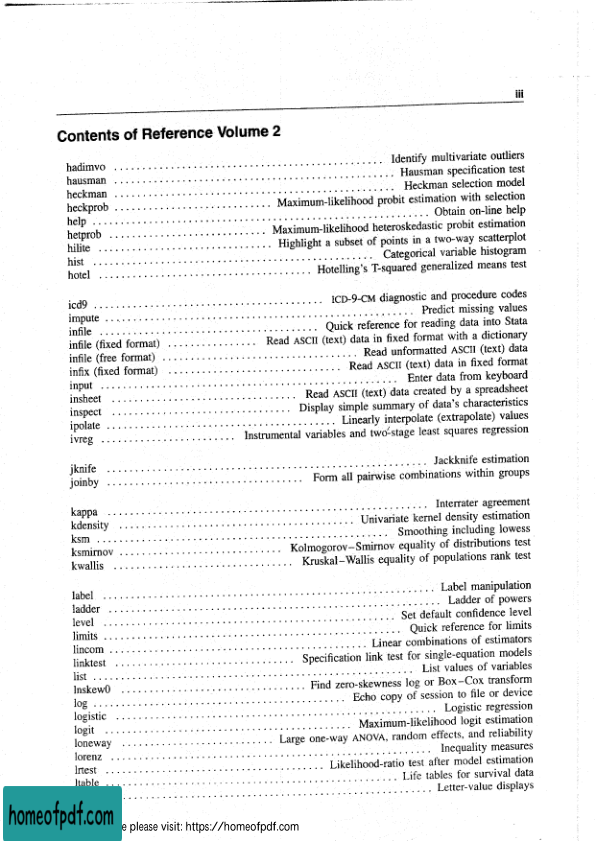 iii
Contents of Reference Volume 2
hadimvo ........ Identify multivariate outliers
hausman ........ Hausman specification test
heckman ........ Heckman selection model
heckprob ........ Maximum-likelihood probit estimation with selection
help ........ Obtain on-line help
hetprob ........ Maximum-likelihood heteroskedastic probit estimation
hilite ........ Highlight a subset of points in a two-way scatterplot
hist ........ Categorical variable histogram
hotel ........ Hotelling's T-squared generalized means test
icd9 ........ ICD-9-CM diagnostic and procedure codes
impute ........ Predict missing values
infile ........ Quick reference for reading data into Stata
infile (fixed format) ........ Read ASCII (text) data in fixed format with a dictionary
infile (free format) ........ Read unformatted ASCII (text) data
infix (fixed format) ........ Read ASCII (text) data in fixed format
input ........ Enter data from keyboard
insheet ........ Read ASCII (text) data created by a spreadsheet
inspect ........ Display simple summary of data's characteristics
ipolate ........ Linearly interpolate (extrapolate) values
ivreg ........ Instrumental variables and two-stage least squares regression
jknife ........ Jackknife estimation
joinby ........ Form all pairwise combinations within groups
kappa ........ Interrater agreement
kdensity ........ Univariate kernel density estimation
ksm ........ Smoothing including lowess
ksmirnov ........ Kolmogorov–Smirnov equality of distributions test
kwallis ........ Kruskal–Wallis equality of populations rank test
label ........ Label manipulation
ladder ........ Ladder of powers
level ........ Set default confidence level
limits ........ Quick reference for limits
lincom ........ Linear combinations of estimators
linktest ........ Specification link test for single-equation models
list ........ List values of variables
lnskew0 ........ Find zero-skewness log or Box–Cox transform
log ........ Echo copy of session to file or device
logistic ........ Logistic regression
logit ........ Maximum-likelihood logit estimation
loneway ........ Large one-way ANOVA, random effects, and reliability
lorenz ........ Inequality measures
lrtest ........ Likelihood-ratio test after model estimation
ltable ........ Life tables for survival data
........ Letter-value displays
homeofpdf.com
please visit: https://homeofpdf.com